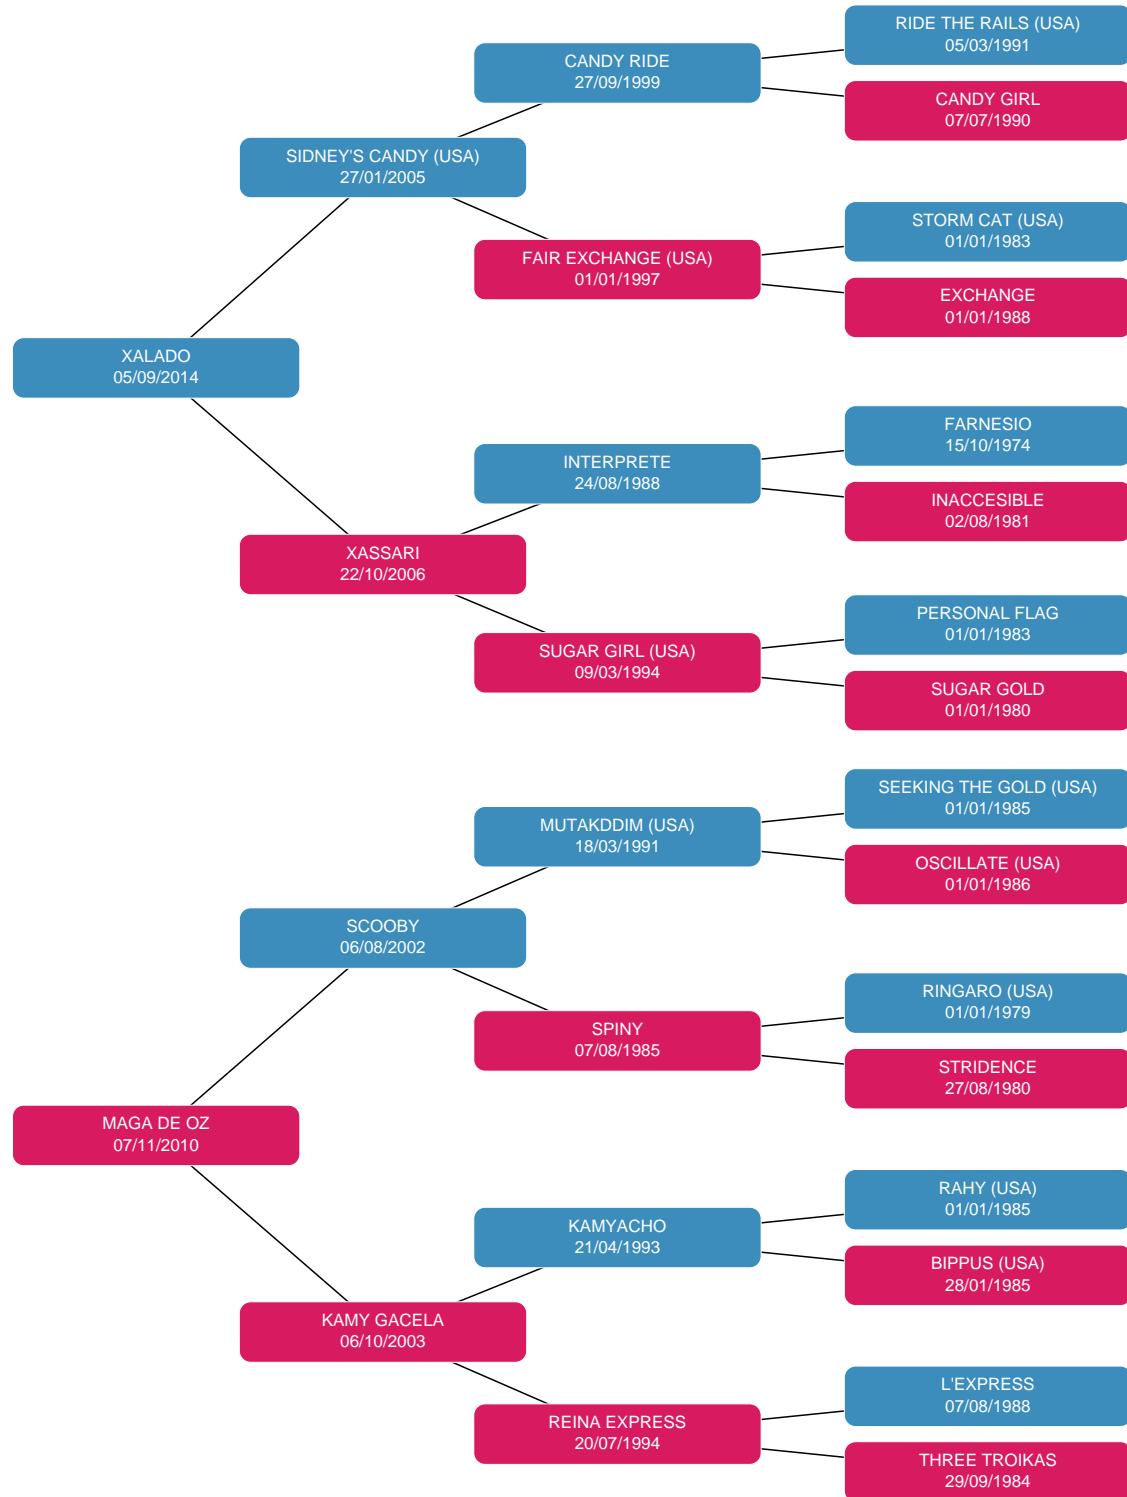 RIDE THE RAILS (USA)
05/03/1991
CANDY RIDE
27/09/1999
CANDY GIRL
07/07/1990
SIDNEY'S CANDY (USA)
27/01/2005
STORM CAT (USA)
01/01/1983
FAIR EXCHANGE (USA)
01/01/1997
EXCHANGE
01/01/1988
XALADO
05/09/2014
FARNESIO
15/10/1974
INTERPRETE
24/08/1988
INACCESIBLE
02/08/1981
XASSARI
22/10/2006
PERSONAL FLAG
01/01/1983
SUGAR GIRL (USA)
09/03/1994
SUGAR GOLD
01/01/1980
SEEKING THE GOLD (USA)
01/01/1985
MUTAKDDIM (USA)
18/03/1991
OSCILLATE (USA)
01/01/1986
SCOOBY
06/08/2002
RINGARO (USA)
01/01/1979
SPINY
07/08/1985
STRIDENCE
27/08/1980
MAGA DE OZ
07/11/2010
RAHY (USA)
01/01/1985
KAMYACHO
21/04/1993
BIPPUS (USA)
28/01/1985
KAMY GACELA
06/10/2003
L'EXPRESS
07/08/1988
REINA EXPRESS
20/07/1994
THREE TROIKAS
29/09/1984